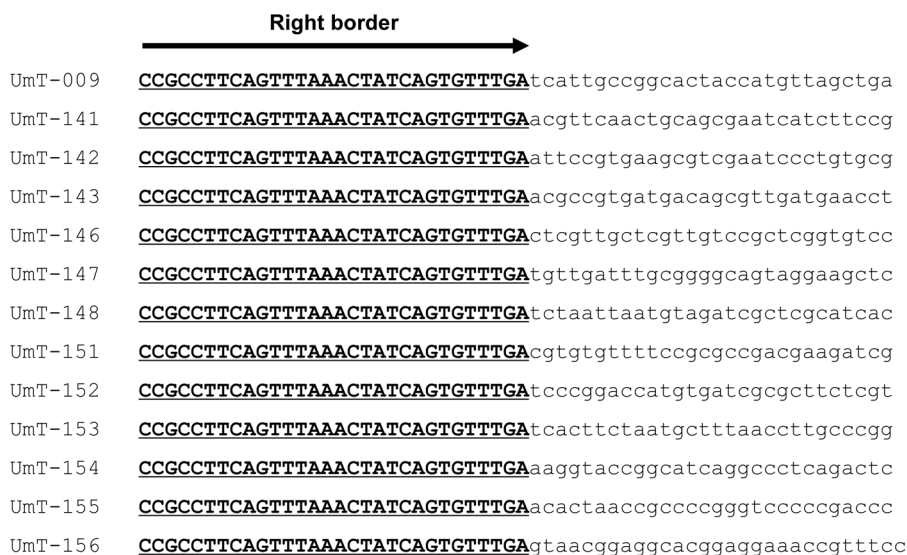 Right border
UmT-009 CCGCCTTCAGTTTAAACTATCAGTGTTTGAtcattgccggcactaccatgttagctga
UmT-141 CCGCCTTCAGTTTAAACTATCAGTGTTTGAacgttcaactgcagcgaatcatcttccg
UmT-142 CCGCCTTCAGTTTAAACTATCAGTGTTTGAattccgtgaagcgtcgaatccctgtgcg
UmT-143 CCGCCTTCAGTTTAAACTATCAGTGTTTGAacgccgtgatgacagcgttgatgaacct
UmT-146 CCGCCTTCAGTTTAAACTATCAGTGTTTGActcgttgctcgttgtccgctcggtgtcc
UmT-147 CCGCCTTCAGTTTAAACTATCAGTGTTTGAtgttgatttgcggggcagtaggaagctc
UmT-148 CCGCCTTCAGTTTAAACTATCAGTGTTTGAtctaattaatgtagatcgctcgcatcac
UmT-151 CCGCCTTCAGTTTAAACTATCAGTGTTTGAcgtgtgttttccgcgccgacgaagatcg
UmT-152 CCGCCTTCAGTTTAAACTATCAGTGTTTGAtcccggaccatgtgatcgcgcttctcgt
UmT-153 CCGCCTTCAGTTTAAACTATCAGTGTTTGAtcacttctaatgctttaaccttgcccgg
UmT-154 CCGCCTTCAGTTTAAACTATCAGTGTTTGAaaggtaccggcatcaggccctcagactc
UmT-155 CCGCCTTCAGTTTAAACTATCAGTGTTTGAacactaaccgccccgggtcccccgaccc
UmT-156 CCGCCTTCAGTTTAAACTATCAGTGTTTGAgtaacggaggcacggaggaaaccgtttcc